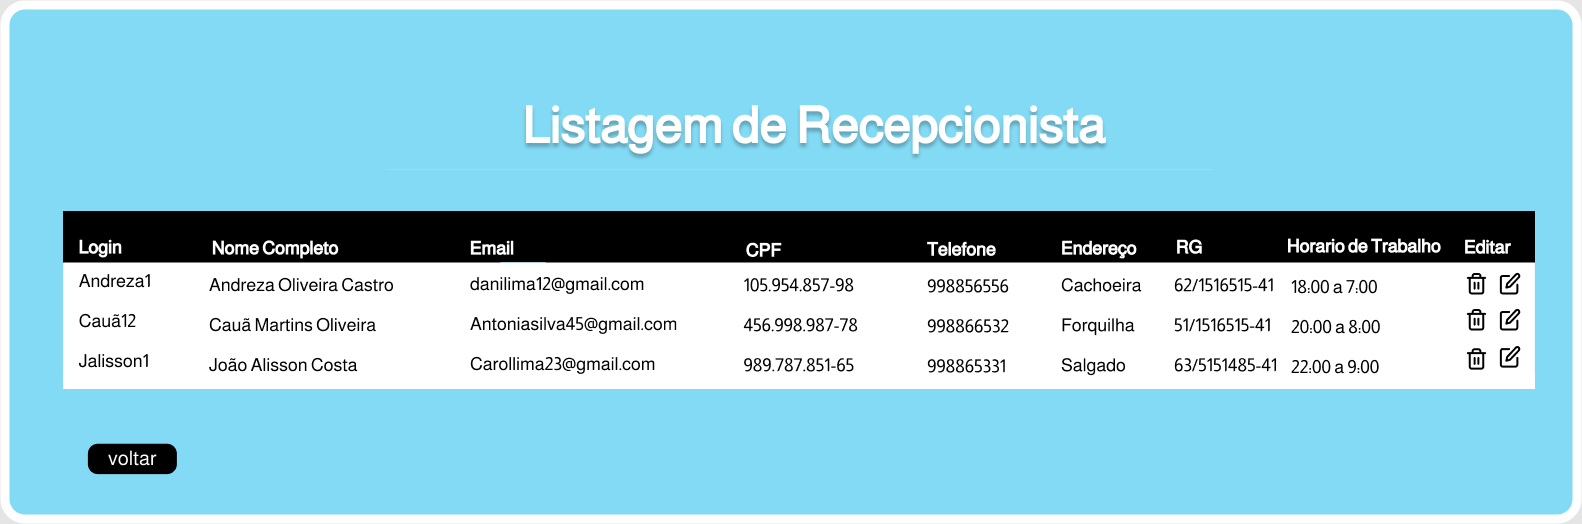 Listagem de Recepcionista
Login Nome Completo Email CPF Telefone Endereço RG Horario de Trabalho Editar
Andreza1 Andreza Oliveira Castro danilima12@gmail.com 105.954.857-98 998856556 Cachoeira 62/1516515-41 18:00 a 7:00
Cauã12 Cauã Martins Oliveira Antoniasilva45@gmail.com 456.998.987-78 998866532 Forquilha 51/1516515-41 20:00 a 8:00
Jalisson1 João Alisson Costa Carollima23@gmail.com 989.787.851-65 998865331 Salgado 63/5151485-41 22:00 a 9:00
voltar